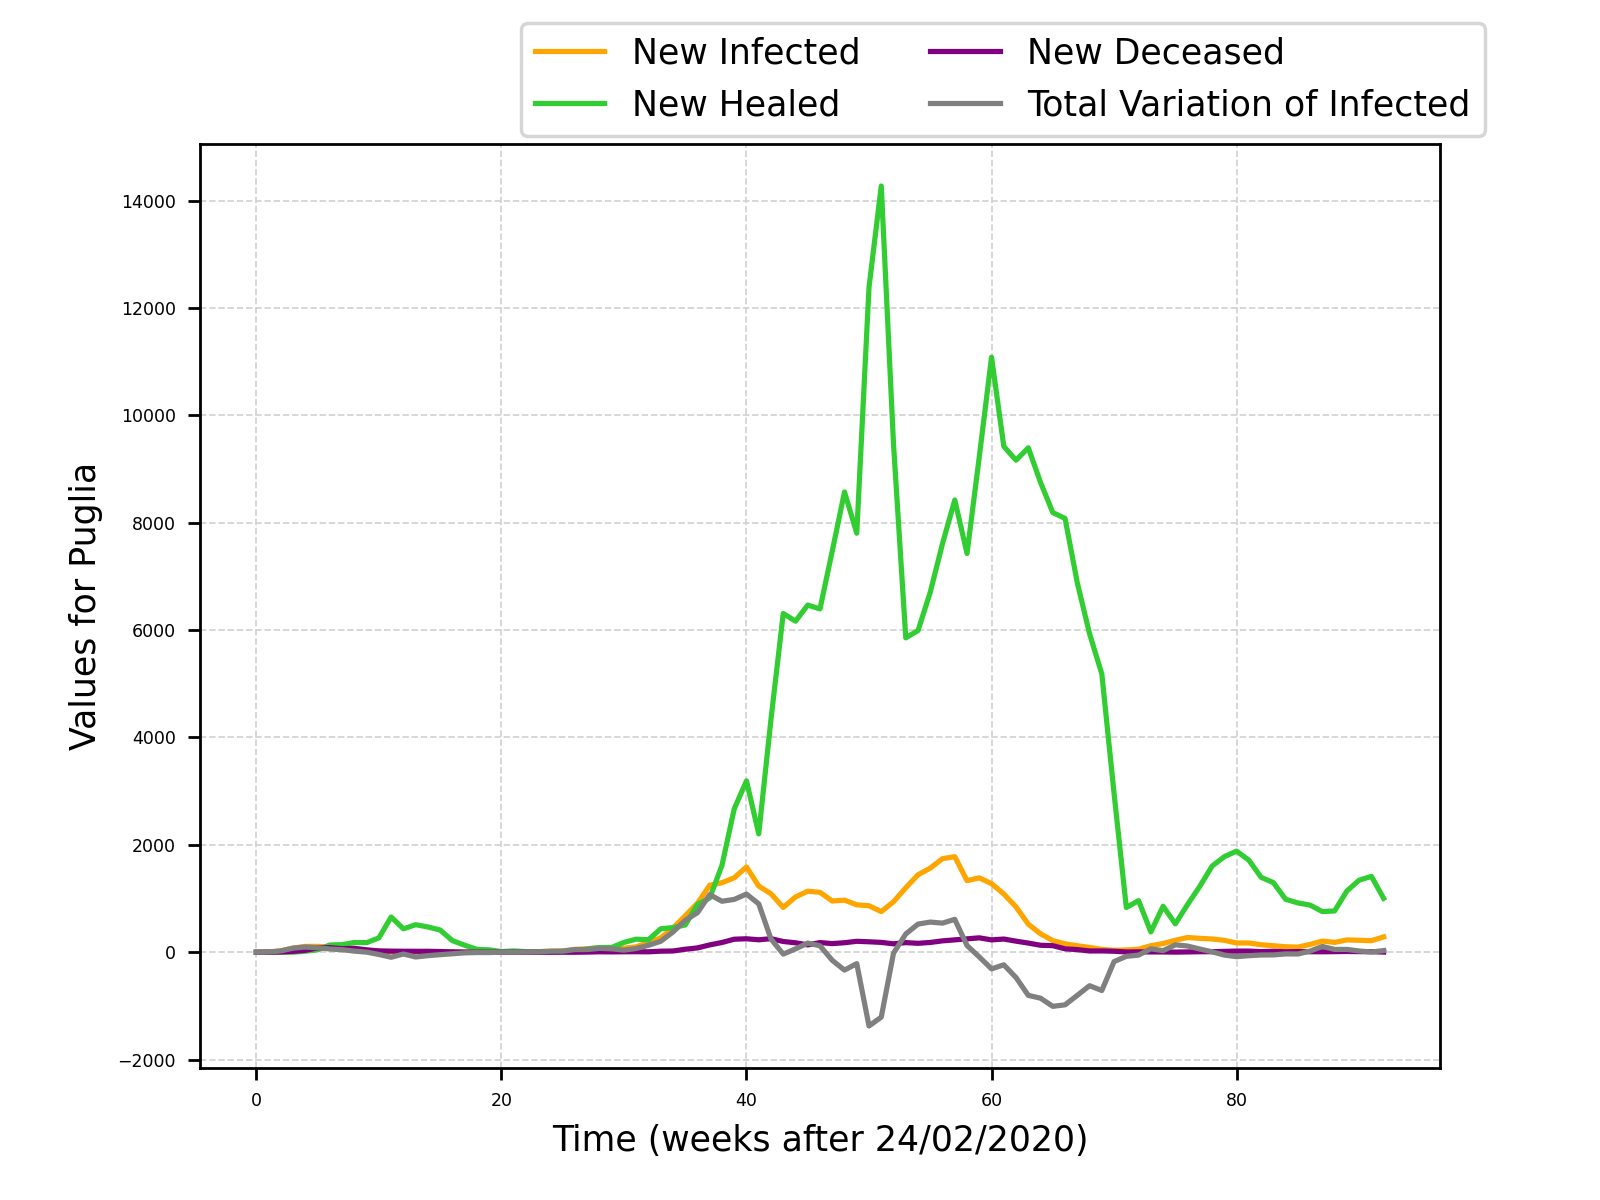 New Infected
New Healed
New Deceased
Total Variation of Infected
14000
12000
10000
8000
6000
4000
2000
0
−2000
Values for Puglia
0 20 40 60 80
Time (weeks after 24/02/2020)